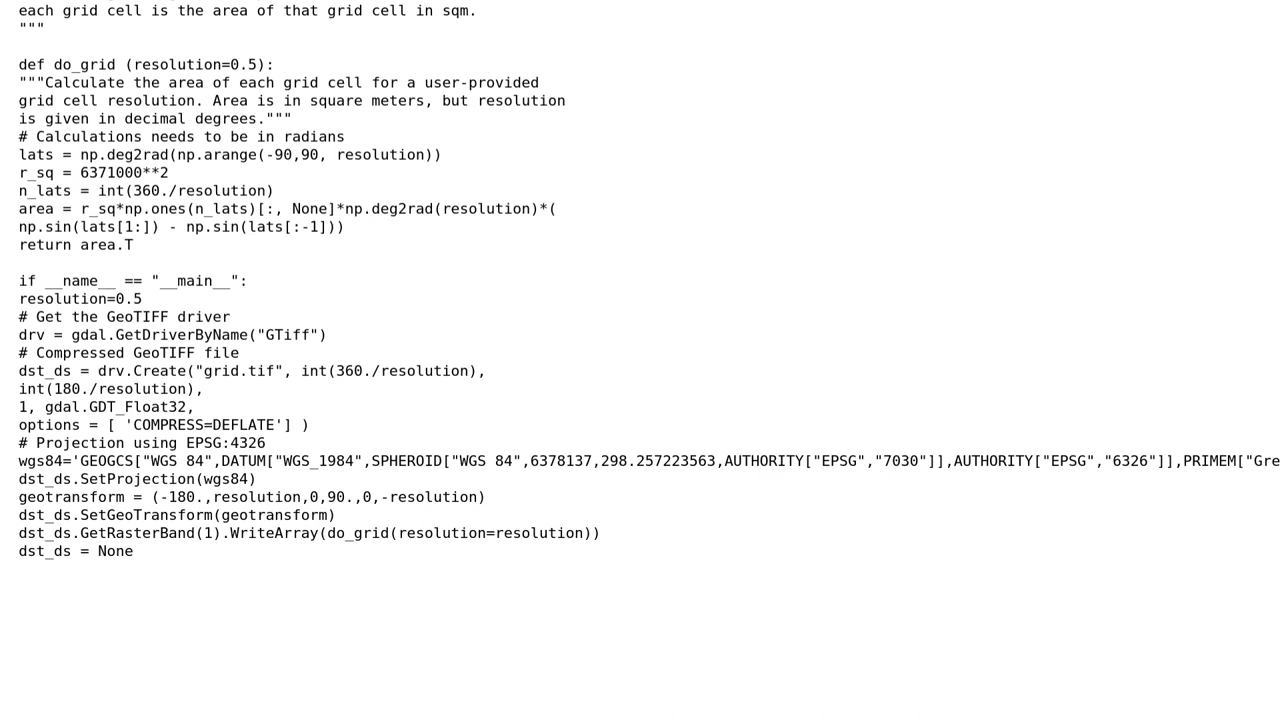 each grid cell is the area of that grid cell in sqm.
"""
def do_grid (resolution=0.5):
"""Calculate the area of each grid cell for a user-provided
grid cell resolution. Area is in square meters, but resolution
is given in decimal degrees."""
# Calculations needs to be in radians
lats = np.deg2rad(np.arange(-90,90, resolution))
r_sq = 6371000**2
n_lats = int(360./resolution)
area = r_sq*np.ones(n_lats)[:, None]*np.deg2rad(resolution)*(
np.sin(lats[1:]) - np.sin(lats[:-1]))
return area.T
if __name__ == "__main__":
resolution=0.5
# Get the GeoTIFF driver
drv = gdal.GetDriverByName("GTiff")
# Compressed GeoTIFF file
dst_ds = drv.Create("grid.tif", int(360./resolution),
int(180./resolution),
1, gdal.GDT_Float32,
options = [ 'COMPRESS=DEFLATE'] )
# Projection using EPSG:4326
wgs84='GEOGCS["WGS 84",DATUM["WGS_1984",SPHEROID["WGS 84",6378137,298.257223563,AUTHORITY["EPSG","7030"]],AUTHORITY["EPSG","6326"]],PRIMEM["Gre
dst_ds.SetProjection(wgs84)
geotransform = (-180.,resolution,0,90.,0,-resolution)
dst_ds.SetGeoTransform(geotransform)
dst_ds.GetRasterBand(1).WriteArray(do_grid(resolution=resolution))
dst_ds = None